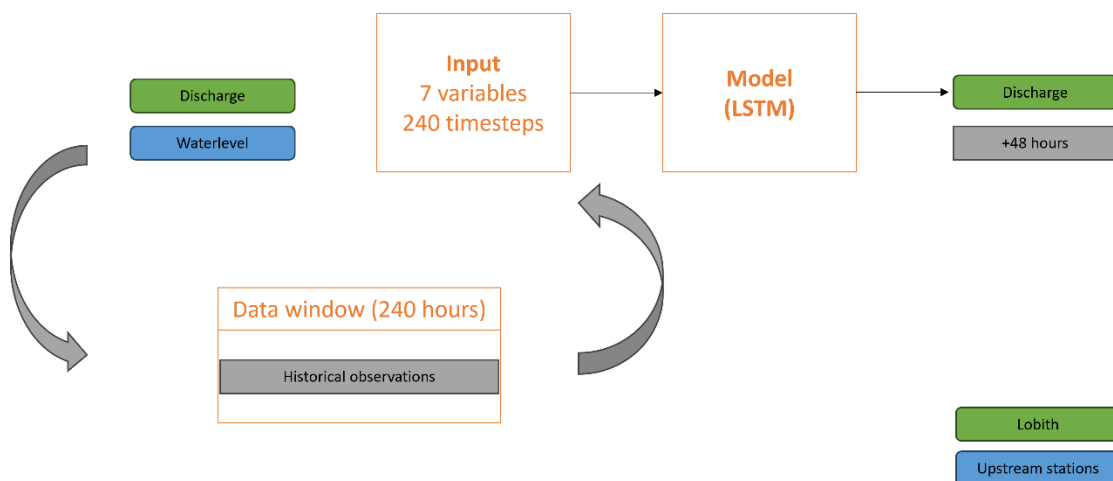 Discharge
Waterlevel
Input
7 variables
240 timesteps
Model
(LSTM)
Discharge
+48 hours
Data window (240 hours)
Historical observations
Lobith
Upstream stations